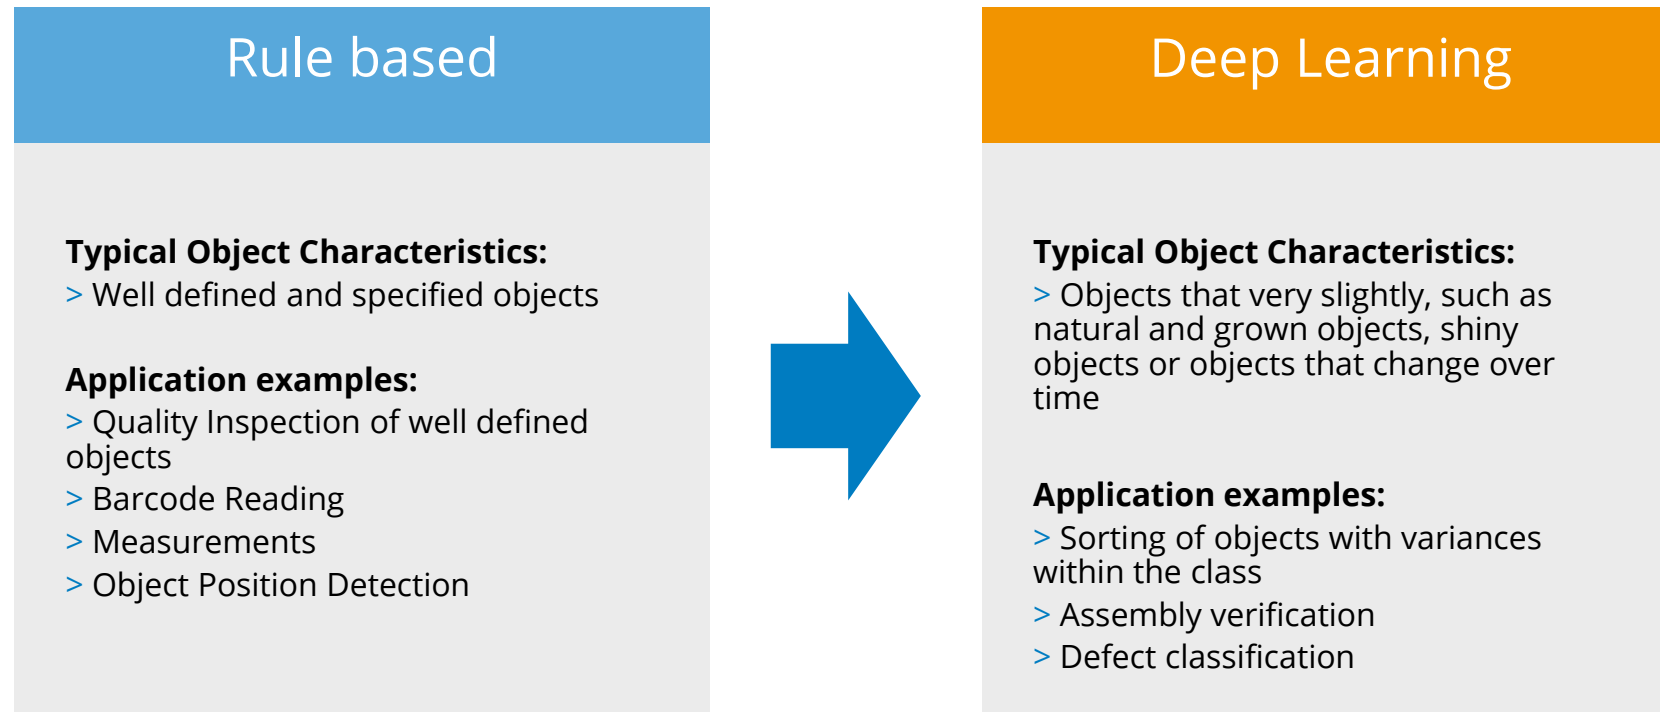 Rule based
Typical Object Characteristics:
> Well defined and specified objects
Application examples:
> Quality Inspection of well defined
objects
> Barcode Reading
> Measurements
> Object Position Detection
Deep Learning
Typical Object Characteristics:
> Objects that very slightly, such as
natural and grown objects, shiny
objects or objects that change over
time
Application examples:
> Sorting of objects with variances
within the class
> Assembly verification
> Defect classification